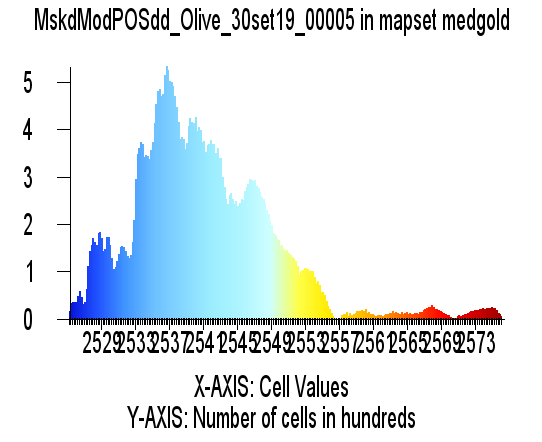 MskdModPOSdd_Olive_30set19_00005 in mapset medgold
5
4
3
2
1
0
2529 2533 2537 2541 2545 2549 2553 2557 2561 2565 2569 2573
X-AXIS: Cell Values
Y-AXIS: Number of cells in hundreds